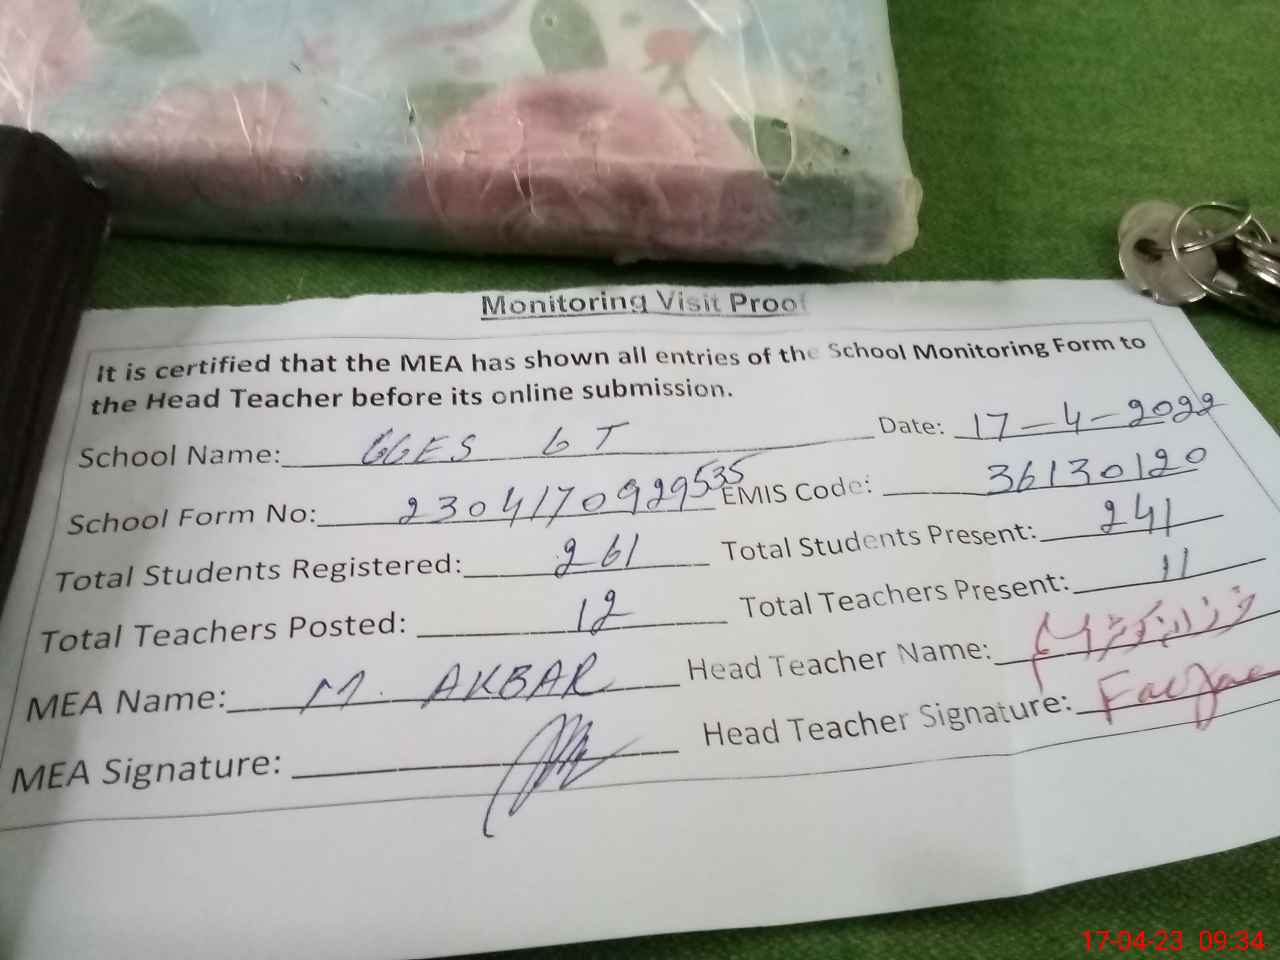 Monitoring Visit Proof
It is certified that the MEA has shown all entries of the School Monitoring Form to
the Head Teacher before its online submission.
School Name: GGES 6T Date: 17-4-2022
School Form No: 230417092​9535 EMIS Code: 36130120
Total Students Registered: 261 Total Students Present: 241
Total Teachers Posted: 12 Total Teachers Present: 11
MEA Name: M. AKBAR Head Teacher Name:
MEA Signature: Head Teacher Signature:
17-04-23 09:34